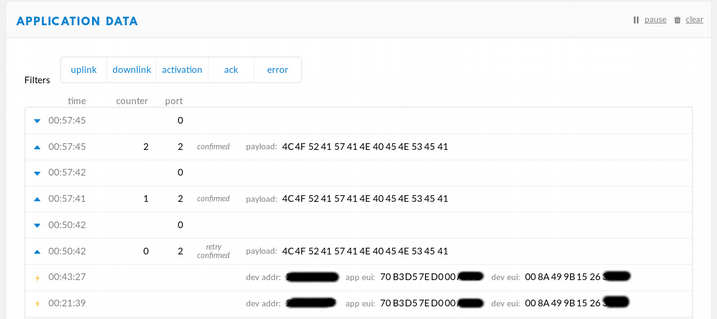 APPLICATION DATA pause clear
Filters uplink downlink activation ack error
time counter port
00:57:45 0
00:57:45 2 2 confirmed payload: 4C 4F 52 41 57 41 4E 40 45 4E 53 45 41
00:57:42 0
00:57:41 1 2 confirmed payload: 4C 4F 52 41 57 41 4E 40 45 4E 53 45 41
00:50:42 0
00:50:42 0 2 retry confirmed payload: 4C 4F 52 41 57 41 4E 40 45 4E 53 45 41
00:43:27 dev addr: app eui: 70 B3 D5 7E D0 00 dev eui: 00 8A 49 9B 15 26
00:21:39 dev addr: app eui: 70 B3 D5 7E D0 00 dev eui: 00 8A 49 9B 15 26